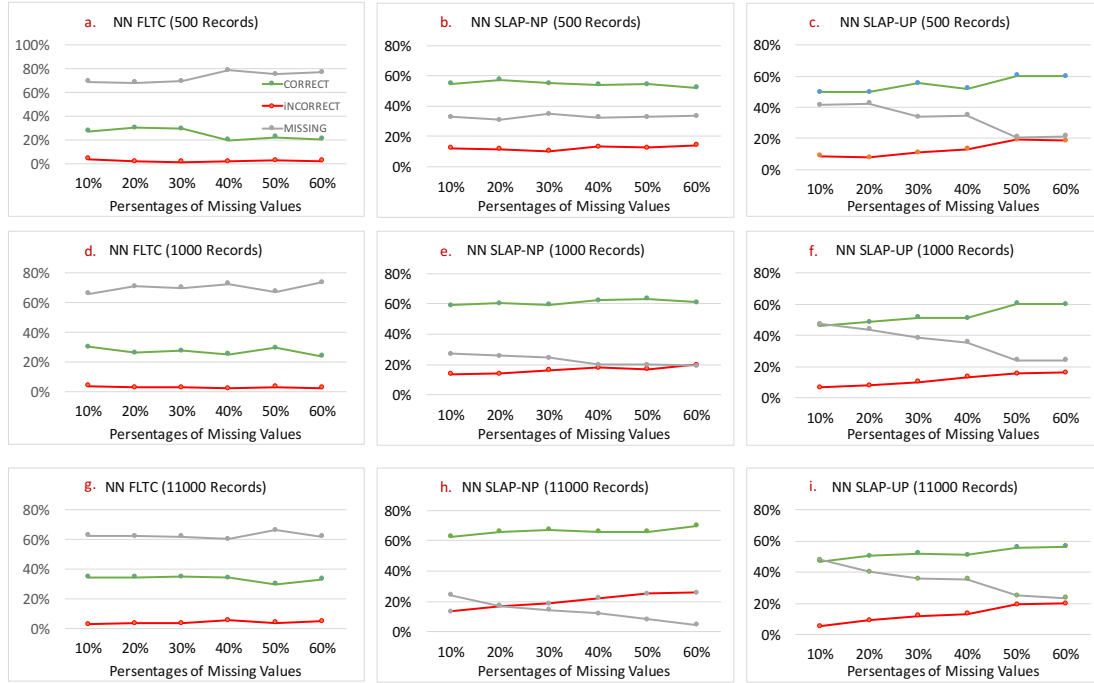 a. NN FLTC (500 Records)
100%
80%
60%
40%
20%
0%
CORRECT
iNCORRECT
MISSING
10% 20% 30% 40% 50% 60%
Persentages of Missing Values
b. NN SLAP-NP (500 Records)
80%
60%
40%
20%
0%
10% 20% 30% 40% 50% 60%
Percentages of Missing Values
c. NN SLAP-UP (500 Records)
80%
60%
40%
20%
0%
10% 20% 30% 40% 50% 60%
Percentages of Missing Values
d. NN FLTC (1000 Records)
80%
60%
40%
20%
0%
10% 20% 30% 40% 50% 60%
Percentages of Missing Values
e. NN SLAP-NP (1000 Records)
80%
60%
40%
20%
0%
10% 20% 30% 40% 50% 60%
Percentages of Missing Values
f. NN SLAP-UP (1000 Records)
80%
60%
40%
20%
0%
10% 20% 30% 40% 50% 60%
Percentages of Missing Values
g. NN FLTC (11000 Records)
80%
60%
40%
20%
0%
10% 20% 30% 40% 50% 60%
Percentages of Missing Values
h. NN SLAP-NP (11000 Records)
80%
60%
40%
20%
0%
10% 20% 30% 40% 50% 60%
Percentages of Missing Values
i. NN SLAP-UP (11000 Records)
80%
60%
40%
20%
0%
10% 20% 30% 40% 50% 60%
Percentages of Missing Values